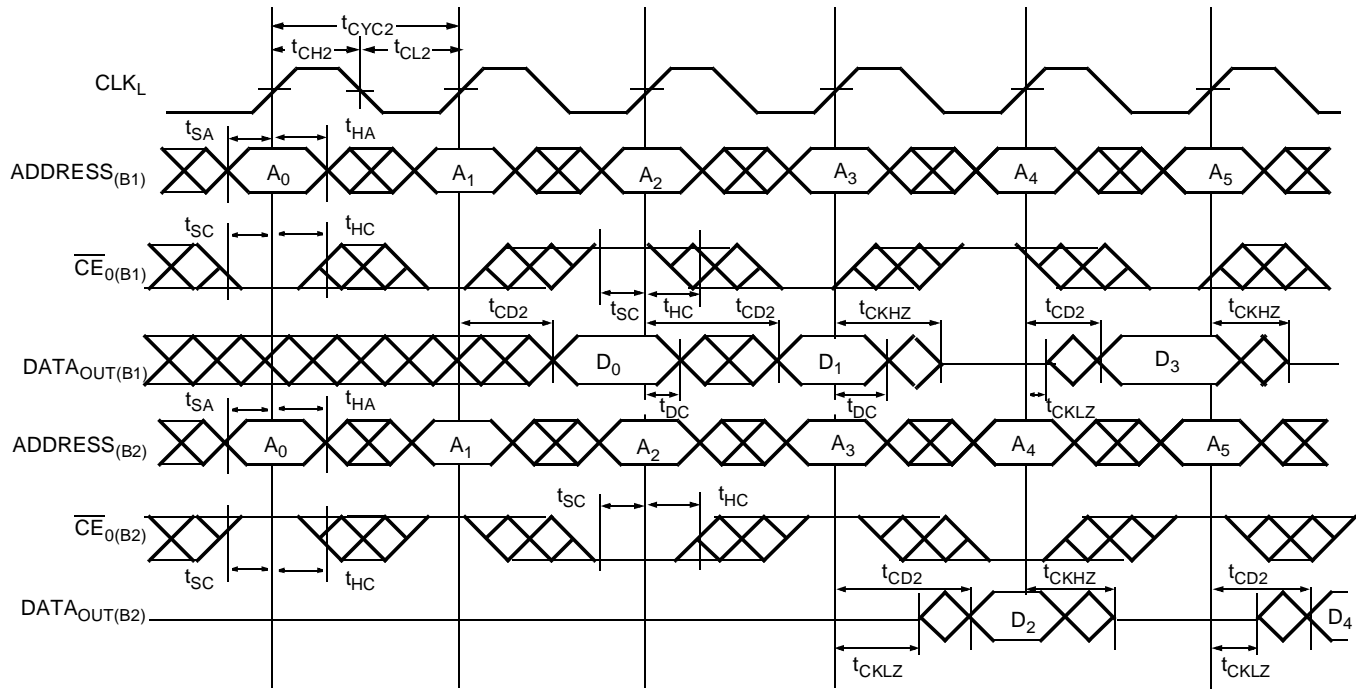 tCYC2
tCH2 tCL2
CLKL
tSA tHA
ADDRESS(B1) A0 A1 A2 A3 A4 A5
tSC tHC
CE0(B1)
tCD2 tSC tHC tCD2 tCKHZ tCD2 tCKHZ
DATAOUT(B1) D0 D1 D3
tSA tHA tDC tDC tCKLZ
ADDRESS(B2) A0 A1 A2 A3 A4 A5
tSC tHC
CE0(B2)
tSC tHC tCD2 tCKHZ tCD2
DATAOUT(B2) D2 D4
tCKLZ tCKLZ